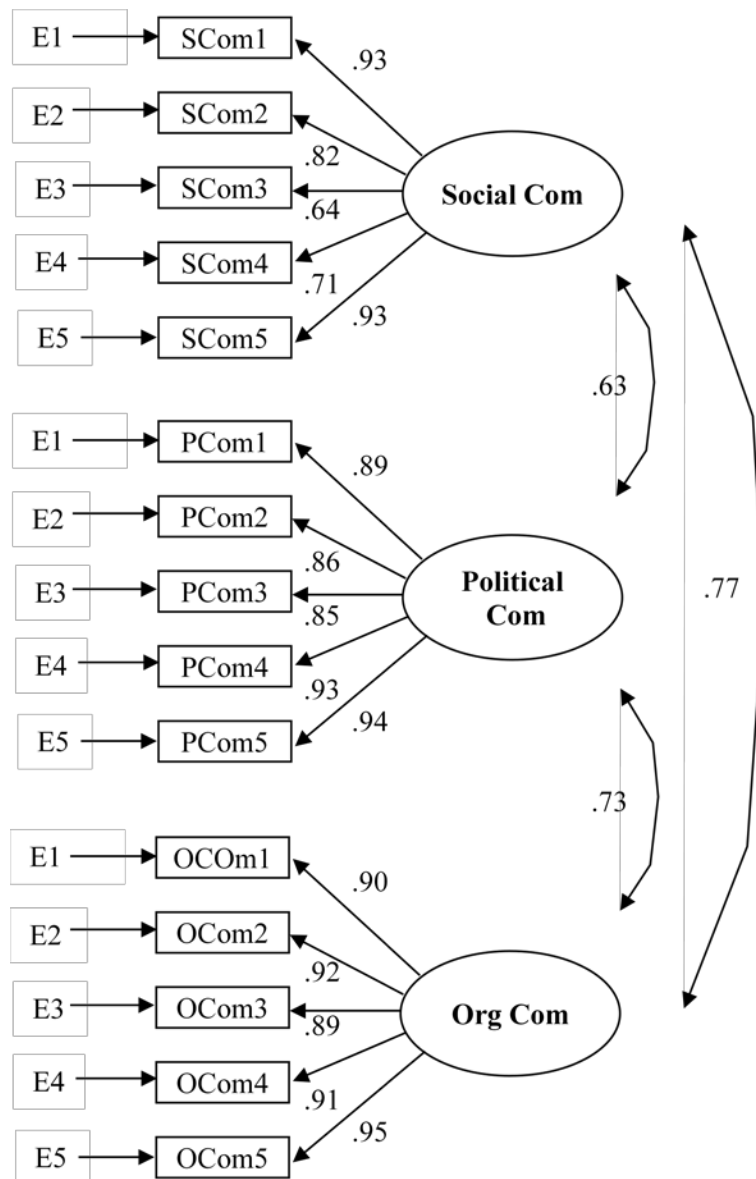 E1
SCom1
.93
E2
SCom2
.82
E3
SCom3
.64
Social Com
E4
SCom4
.71
E5
SCom5
.93
.63
E1
PCom1
.89
E2
PCom2
.86
E3
PCom3
.85
Political
Com
.77
E4
PCom4
.93
E5
PCom5
.94
.73
E1
OCOm1
.90
E2
OCom2
.92
E3
OCom3
.89
Org Com
E4
OCom4
.91
E5
OCom5
.95